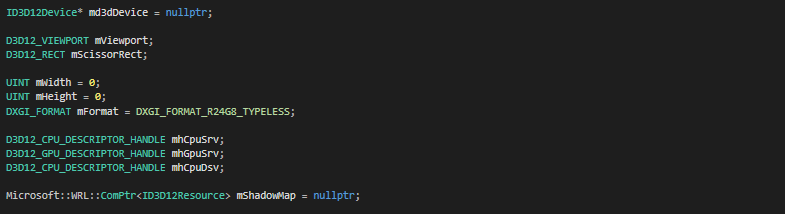 ID3D12Device* md3dDevice = nullptr;
D3D12_VIEWPORT mViewport;
D3D12_RECT mScissorRect;
UINT mWidth = 0;
UINT mHeight = 0;
DXGI_FORMAT mFormat = DXGI_FORMAT_R24G8_TYPELESS;
D3D12_CPU_DESCRIPTOR_HANDLE mhCpuSrv;
D3D12_GPU_DESCRIPTOR_HANDLE mhGpuSrv;
D3D12_CPU_DESCRIPTOR_HANDLE mhCpuDsv;
Microsoft::WRL::ComPtr<ID3D12Resource> mShadowMap = nullptr;